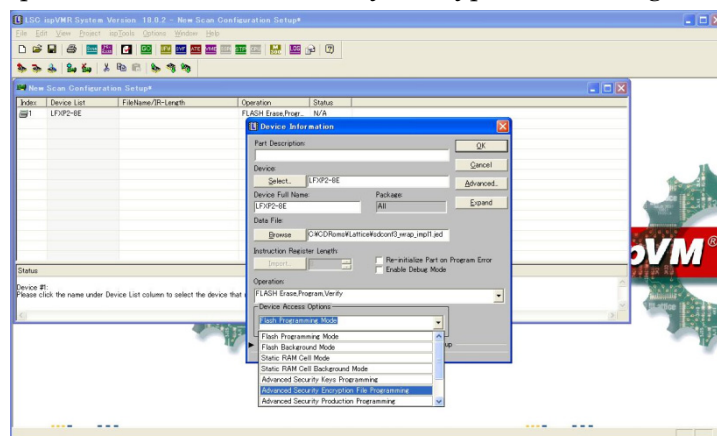 LSC ispVM® System Version 18.0.2 - New Scan Configuration Setup*
File Edit View Project ispTools Options Window Help
New Scan Configuration Setup*
Index Device List FileName/IR-Length Operation Status
1 LFXP2-8E FLASH Erase,Progr... N/A
Device Information
Part Description:
OK
Device:
Cancel
Select... LFXP2-8E
Advanced..
Device Full Name: Package:
LFXP2-8E All
Expand
Data File:
Browse
Instruction Register Length:
Import...
Re-initialize Part on Program Error
Enable Debug Mode
Operation:
FLASH Erase,Program,Verify
Device Access Options
Flash Programming Mode
Flash Programming Mode
Flash Background Mode
Static RAM Cell Mode
Static RAM Cell Background Mode
Advanced Security Keys Programming
Advanced Security Encryption File Programming
Advanced Security Production Programming
Status
Device #1:
Please click the name under Device List column to select the device that
pVM®